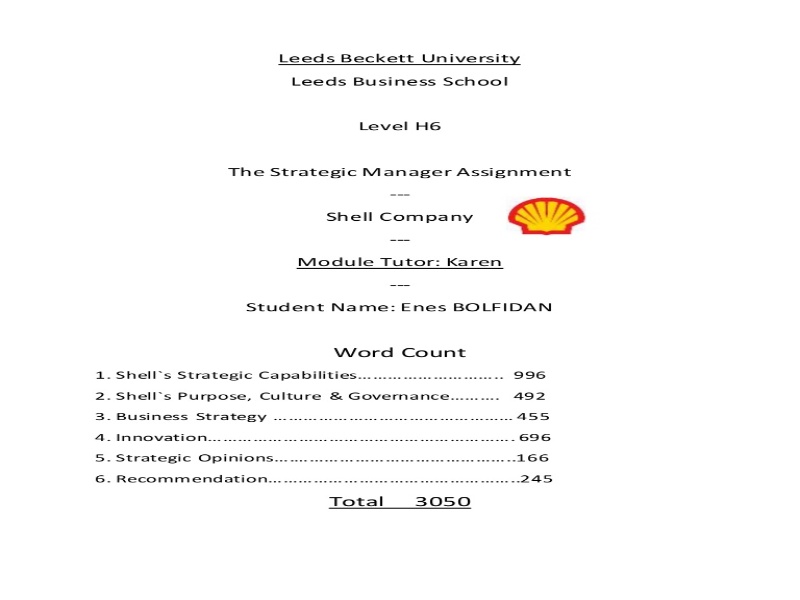 Leeds Beckett University
Leeds Business School
Level H6
The Strategic Manager Assignment
---
Shell Company
---
Module Tutor: Karen
---
Student Name: Enes BOLFIDAN
Word Count
1. Shell`s Strategic Capabilities……………………….. 996
2. Shell`s Purpose, Culture & Governance……… 492
3. Business Strategy ………………………………………… 455
4. Innovation……………………………………………………. 696
5. Strategic Opinions………………………………………..166
6. Recommendation…………………………………………..245
Total 3050